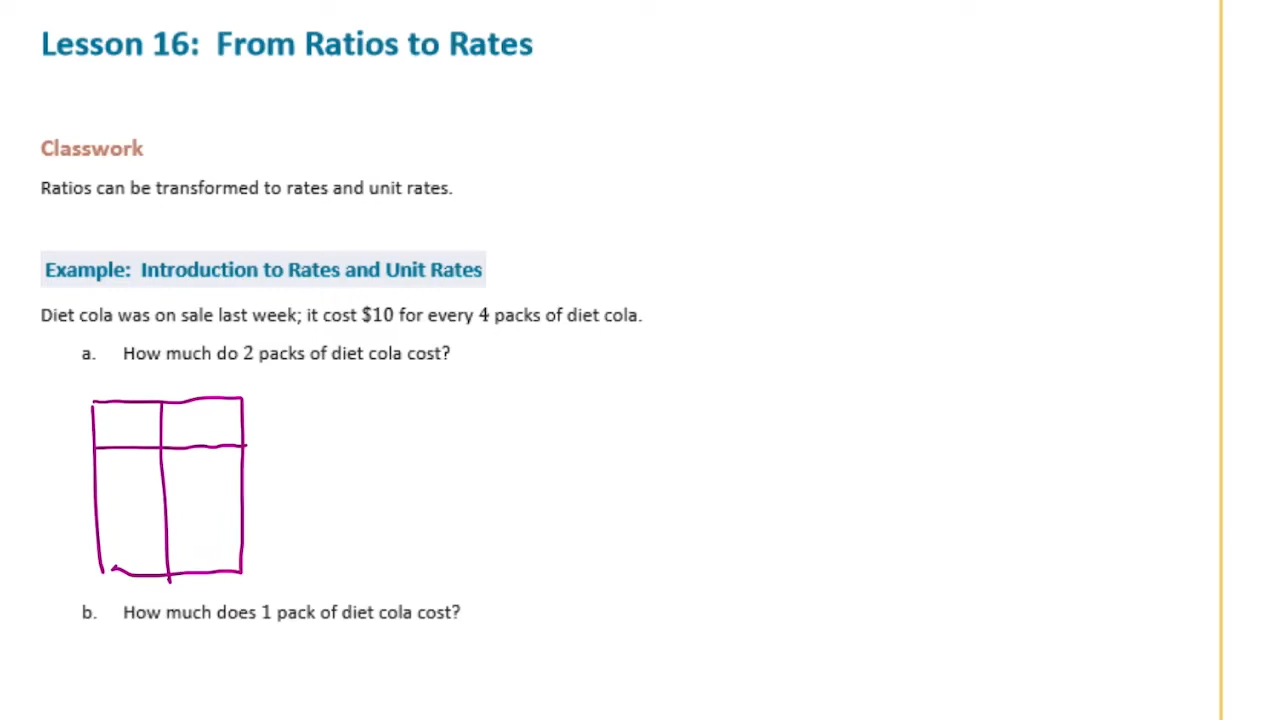 Lesson 16: From Ratios to Rates
Classwork
Ratios can be transformed to rates and unit rates.
Example: Introduction to Rates and Unit Rates
Diet cola was on sale last week; it cost $10 for every 4 packs of diet cola.
a. How much do 2 packs of diet cola cost?
b. How much does 1 pack of diet cola cost?